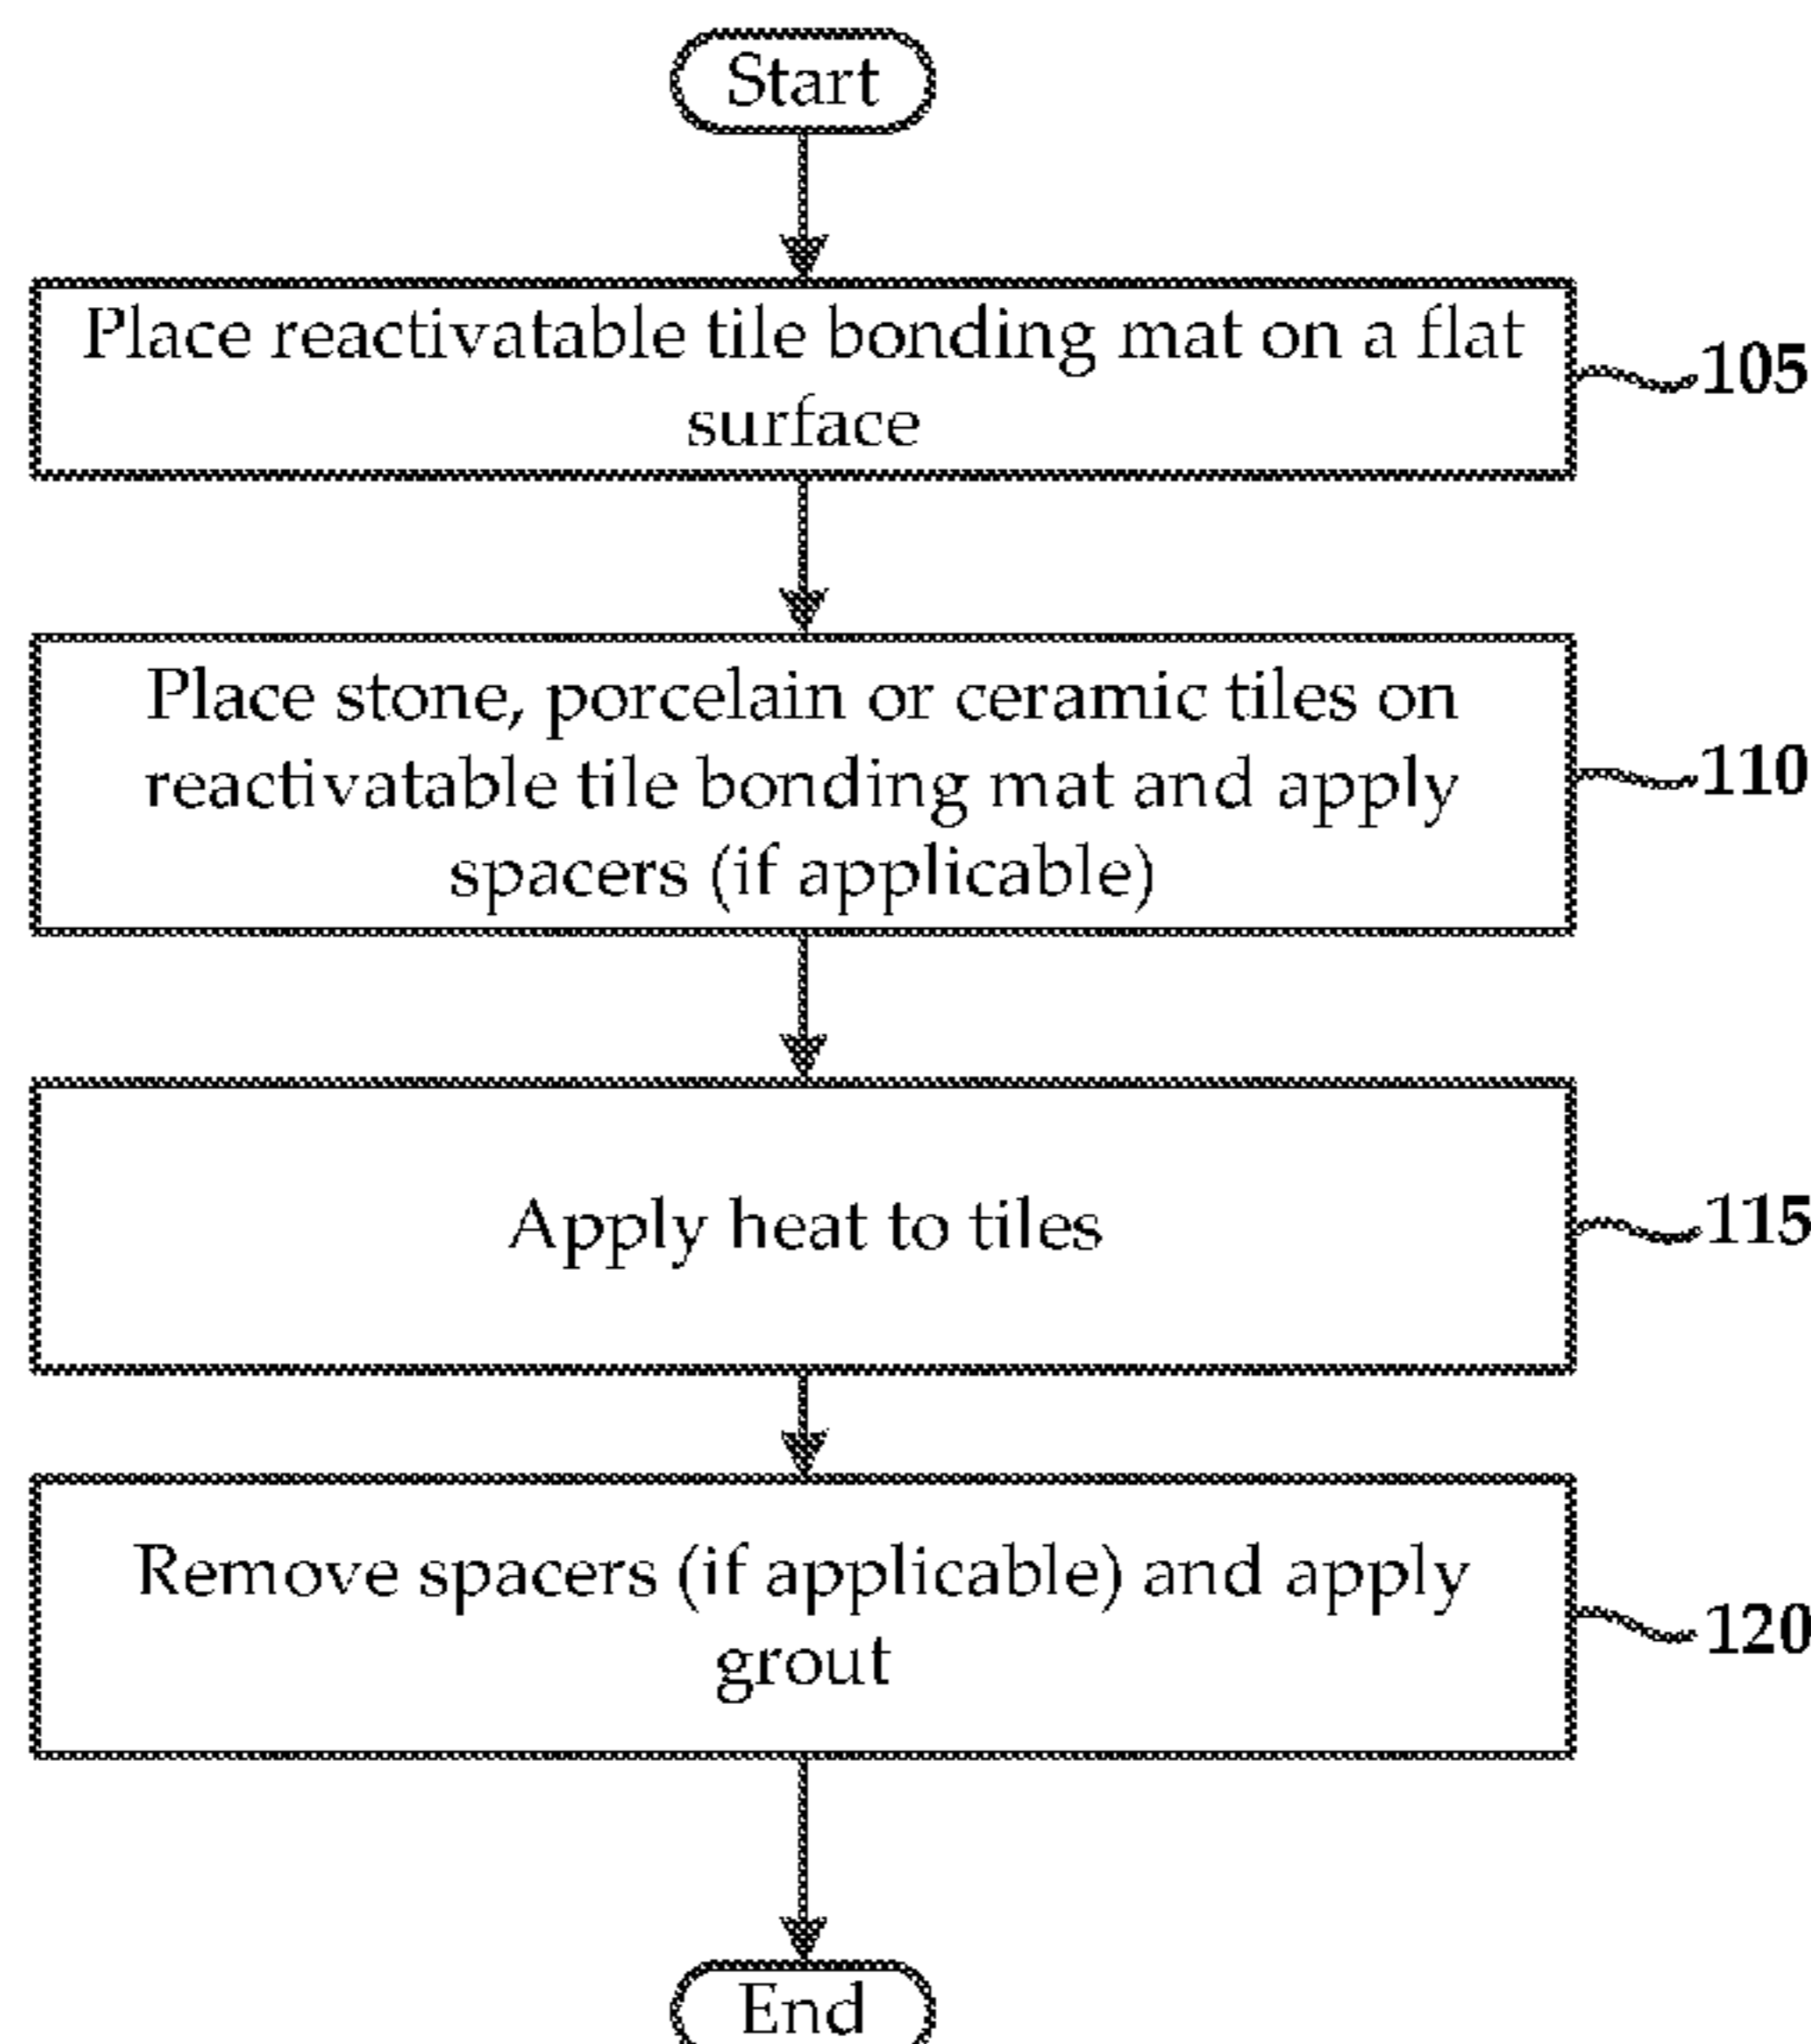 Start
Place reactivatable tile bonding mat on a flat
surface
105
Place stone, porcelain or ceramic tiles on
reactivatable tile bonding mat and apply
spacers (if applicable)
110
Apply heat to tiles
115
Remove spacers (if applicable) and apply
grout
120
End